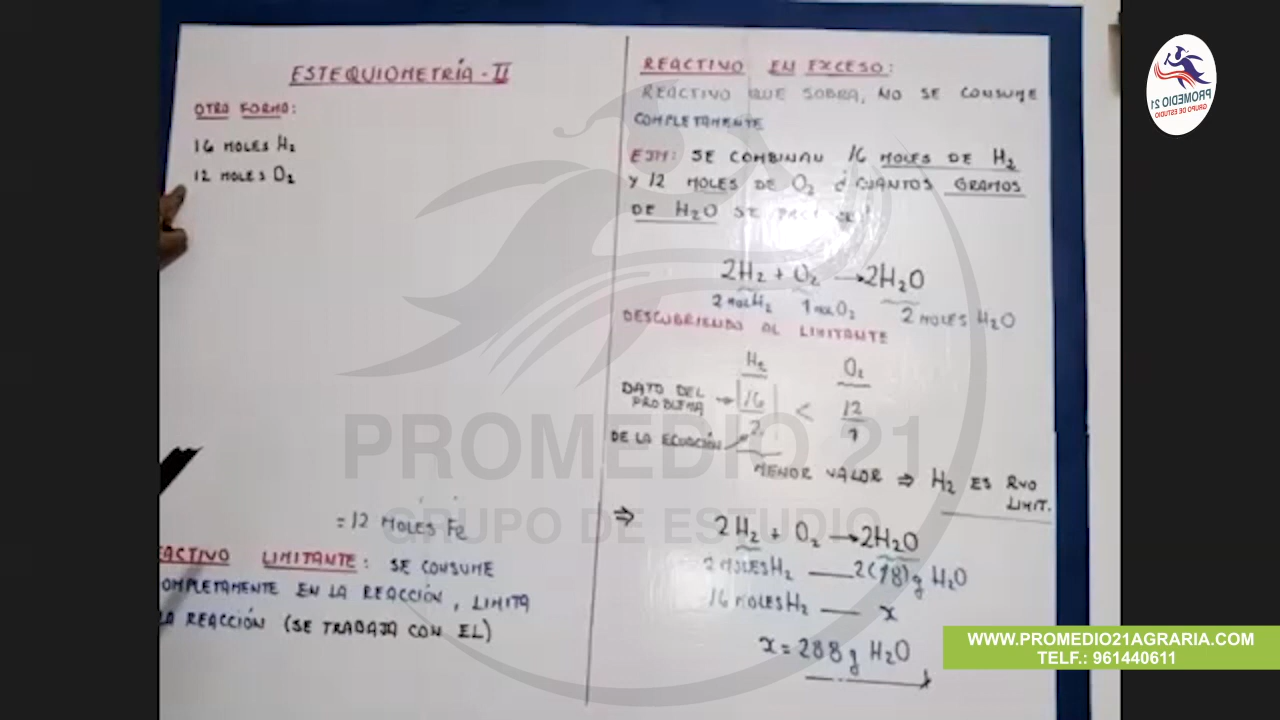 ESTEQUIOMETRÍA - II
OTRA FORMA:
16 MOLES H2
12 MOLES O2
= 12 MOLES Fe
EACTIVO LIMITANTE: SE CONSUME
OMPLETAMENTE EN LA REACCIÓN, LIMITA
LA REACCIÓN (SE TRABAJA CON EL)
REACTIVO EN EXCESO:
REACTIVO QUE SOBRA, NO SE CONSUME
COMPLETAMENTE
EJM: SE COMBINAN 16 MOLES DE H2
Y 12 MOLES DE O2 ¿ CUANTOS GRAMOS
DE H2O SE
2H2 + O2 → 2H2O
2 MOL H2 1 MOL O2 2 MOLES H2O
DESCUBRIENDO AL LIMITANTE
H2 O2
DATO DEL PROBLEMA → 16 < 12
DE LA ECUACIÓN 2 1
MENOR VALOR ⇒ H2 ES RVO
LIMIT.
⇒ 2H2 + O2 → 2H2O
2 MOLES H2 — 2(18)g H2O
16 MOLES H2 — x
x = 288 g H2O
PROMEDIO 21
GRUPO DE ESTUDIO
PROMEDIO 21
GRUPO DE ESTUDIO
WWW.PROMEDIO21AGRARIA.COM
TELF.: 961440611